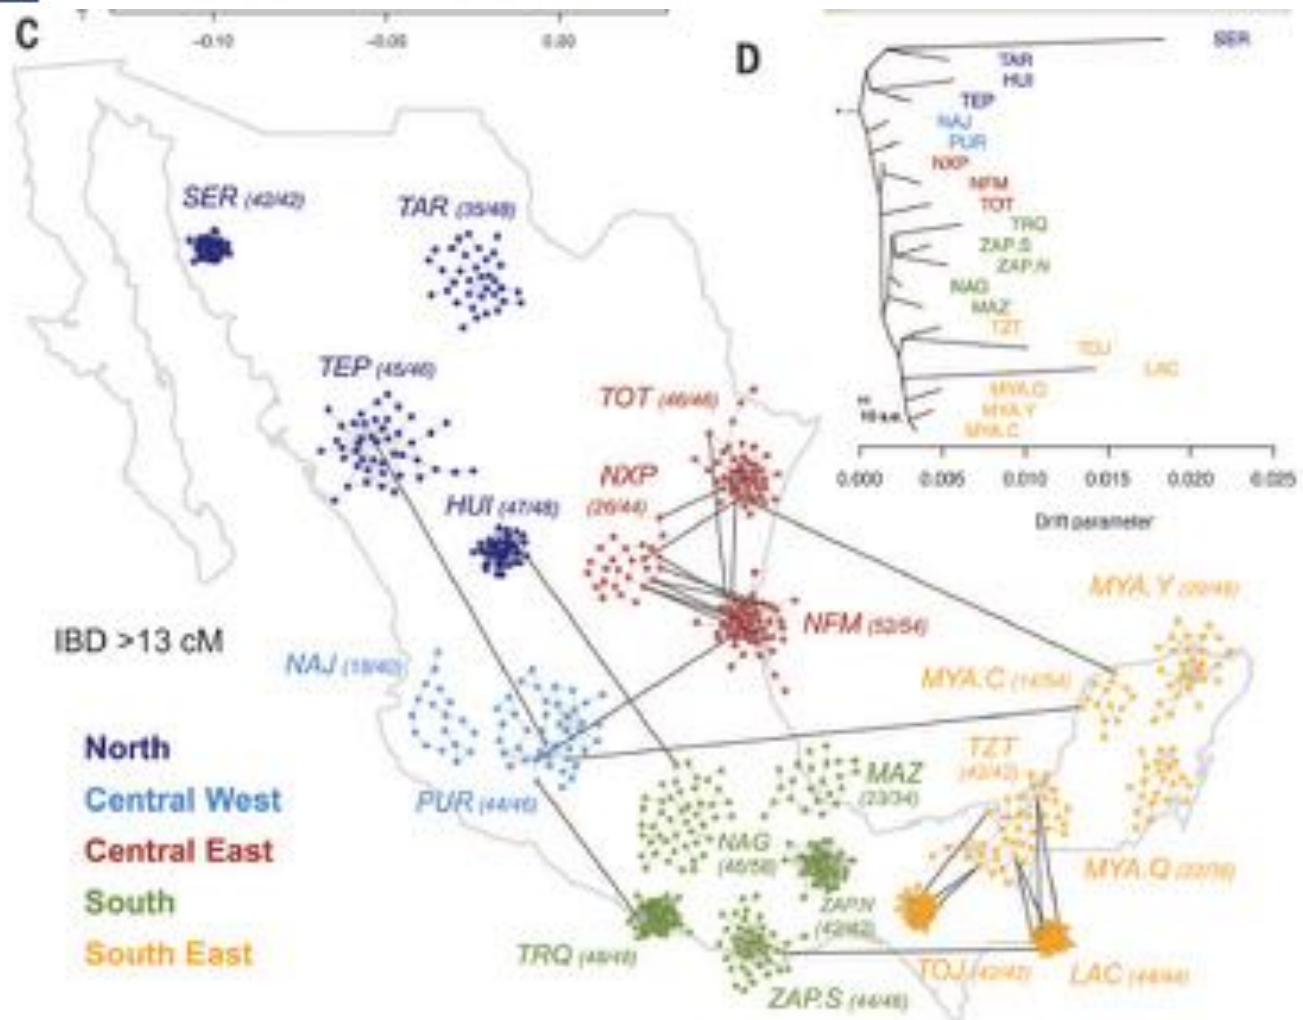 C
-0.10 -0.05 0.00
D
SER
TAR
HUI
TEP
NAJ
PUR
NXP
NFM
TOT
TRQ
ZAP.S
ZAP.N
NAG
MAZ
TZT
TOJ
LAC
MYA.Q
MYA.Y
MYA.C
0.000 0.005 0.010 0.015 0.020 0.025
Drift parameter
SER (42/42)
TAR (35/48)
TEP (45/46)
TOT (46/46)
NXP
(26/44)
HUI (47/48)
NFM (52/54)
MYA.Y
IBD >13 cM
NAJ
MYA.C
TZT
(42/42)
North
Central West
Central East
South
South East
PUR (44/46)
MAZ
(23/34)
NAG
MYA.Q
ZAP.N
(42/42)
TRQ (48/48)
TOJ (42/42)
LAC (44/44)
ZAP.S (44/46)